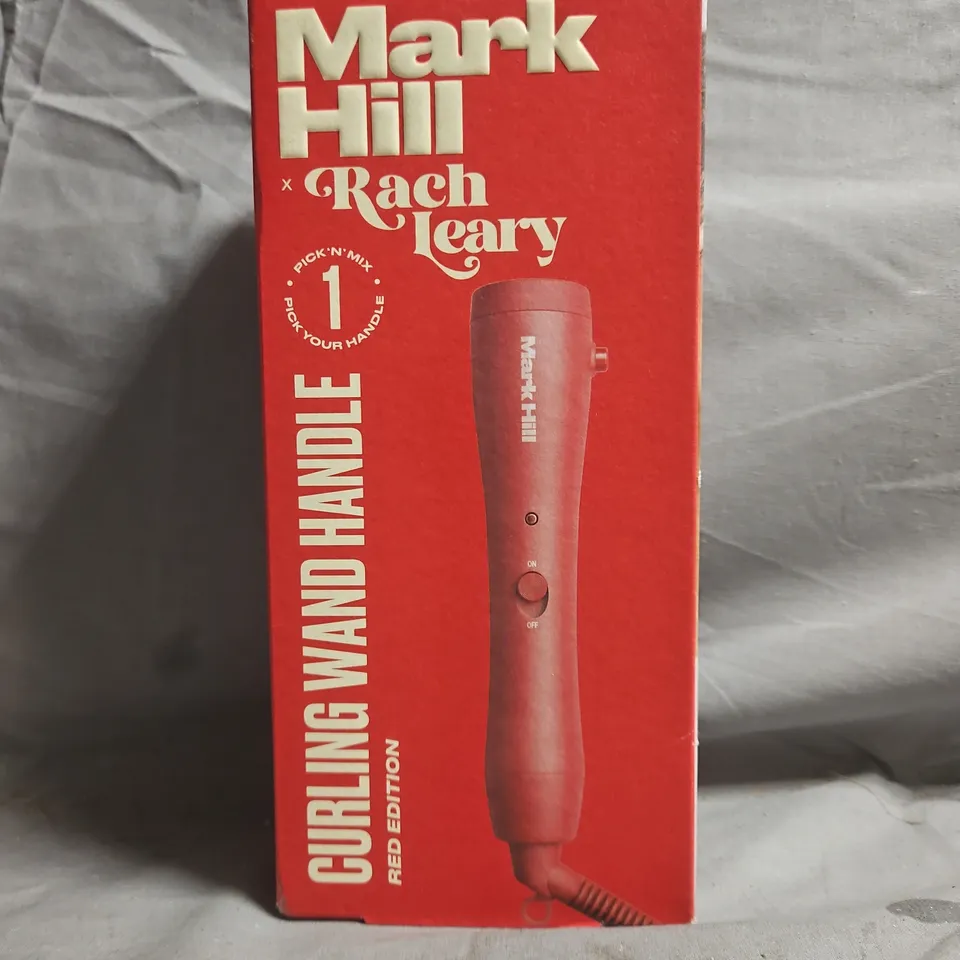 Mark
Hill
x Rach
Leary
PICK 'N' MIX
1
PICK YOUR HANDLE
CURLING WAND HANDLE
RED EDITION
Mark Hill
ON
OFF